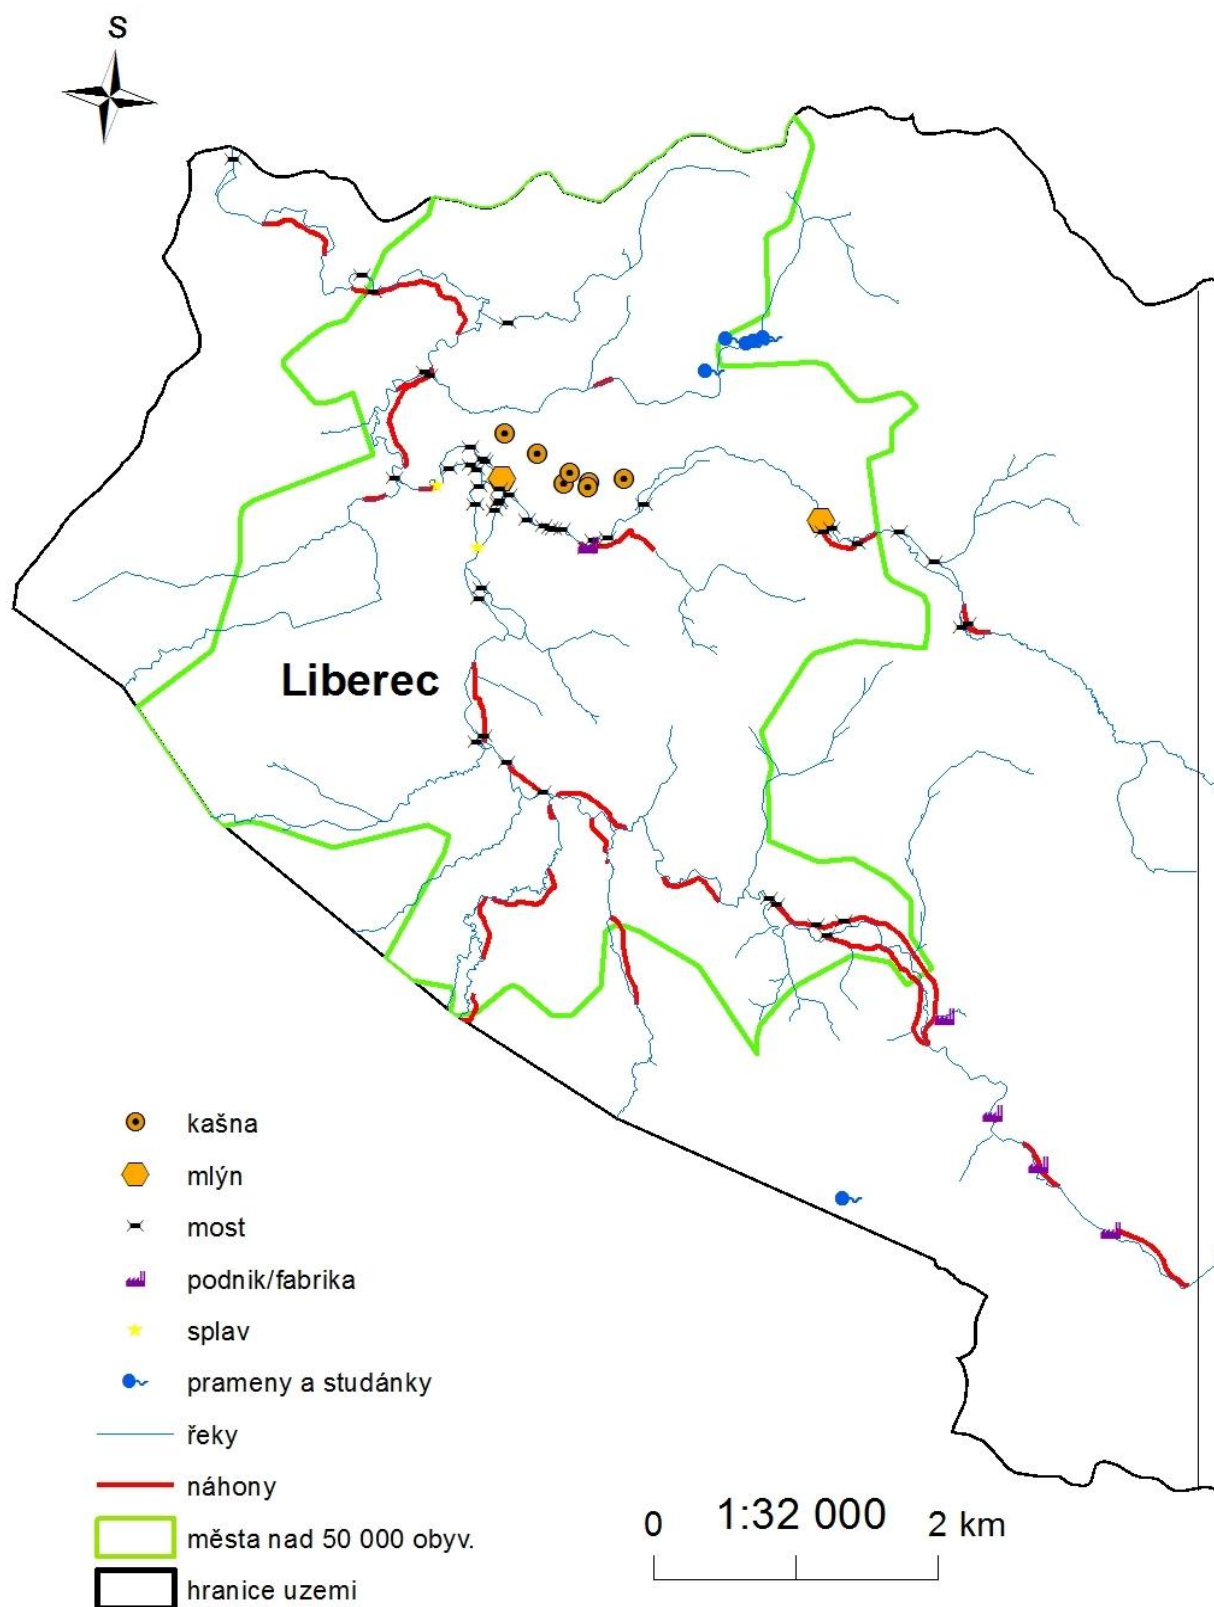 S
Liberec
kašna
mlýn
most
podnik/fabrika
splav
prameny a studánky
řeky
náhony
města nad 50 000 obyv.
hranice uzemi
0 1:32 000 2 km